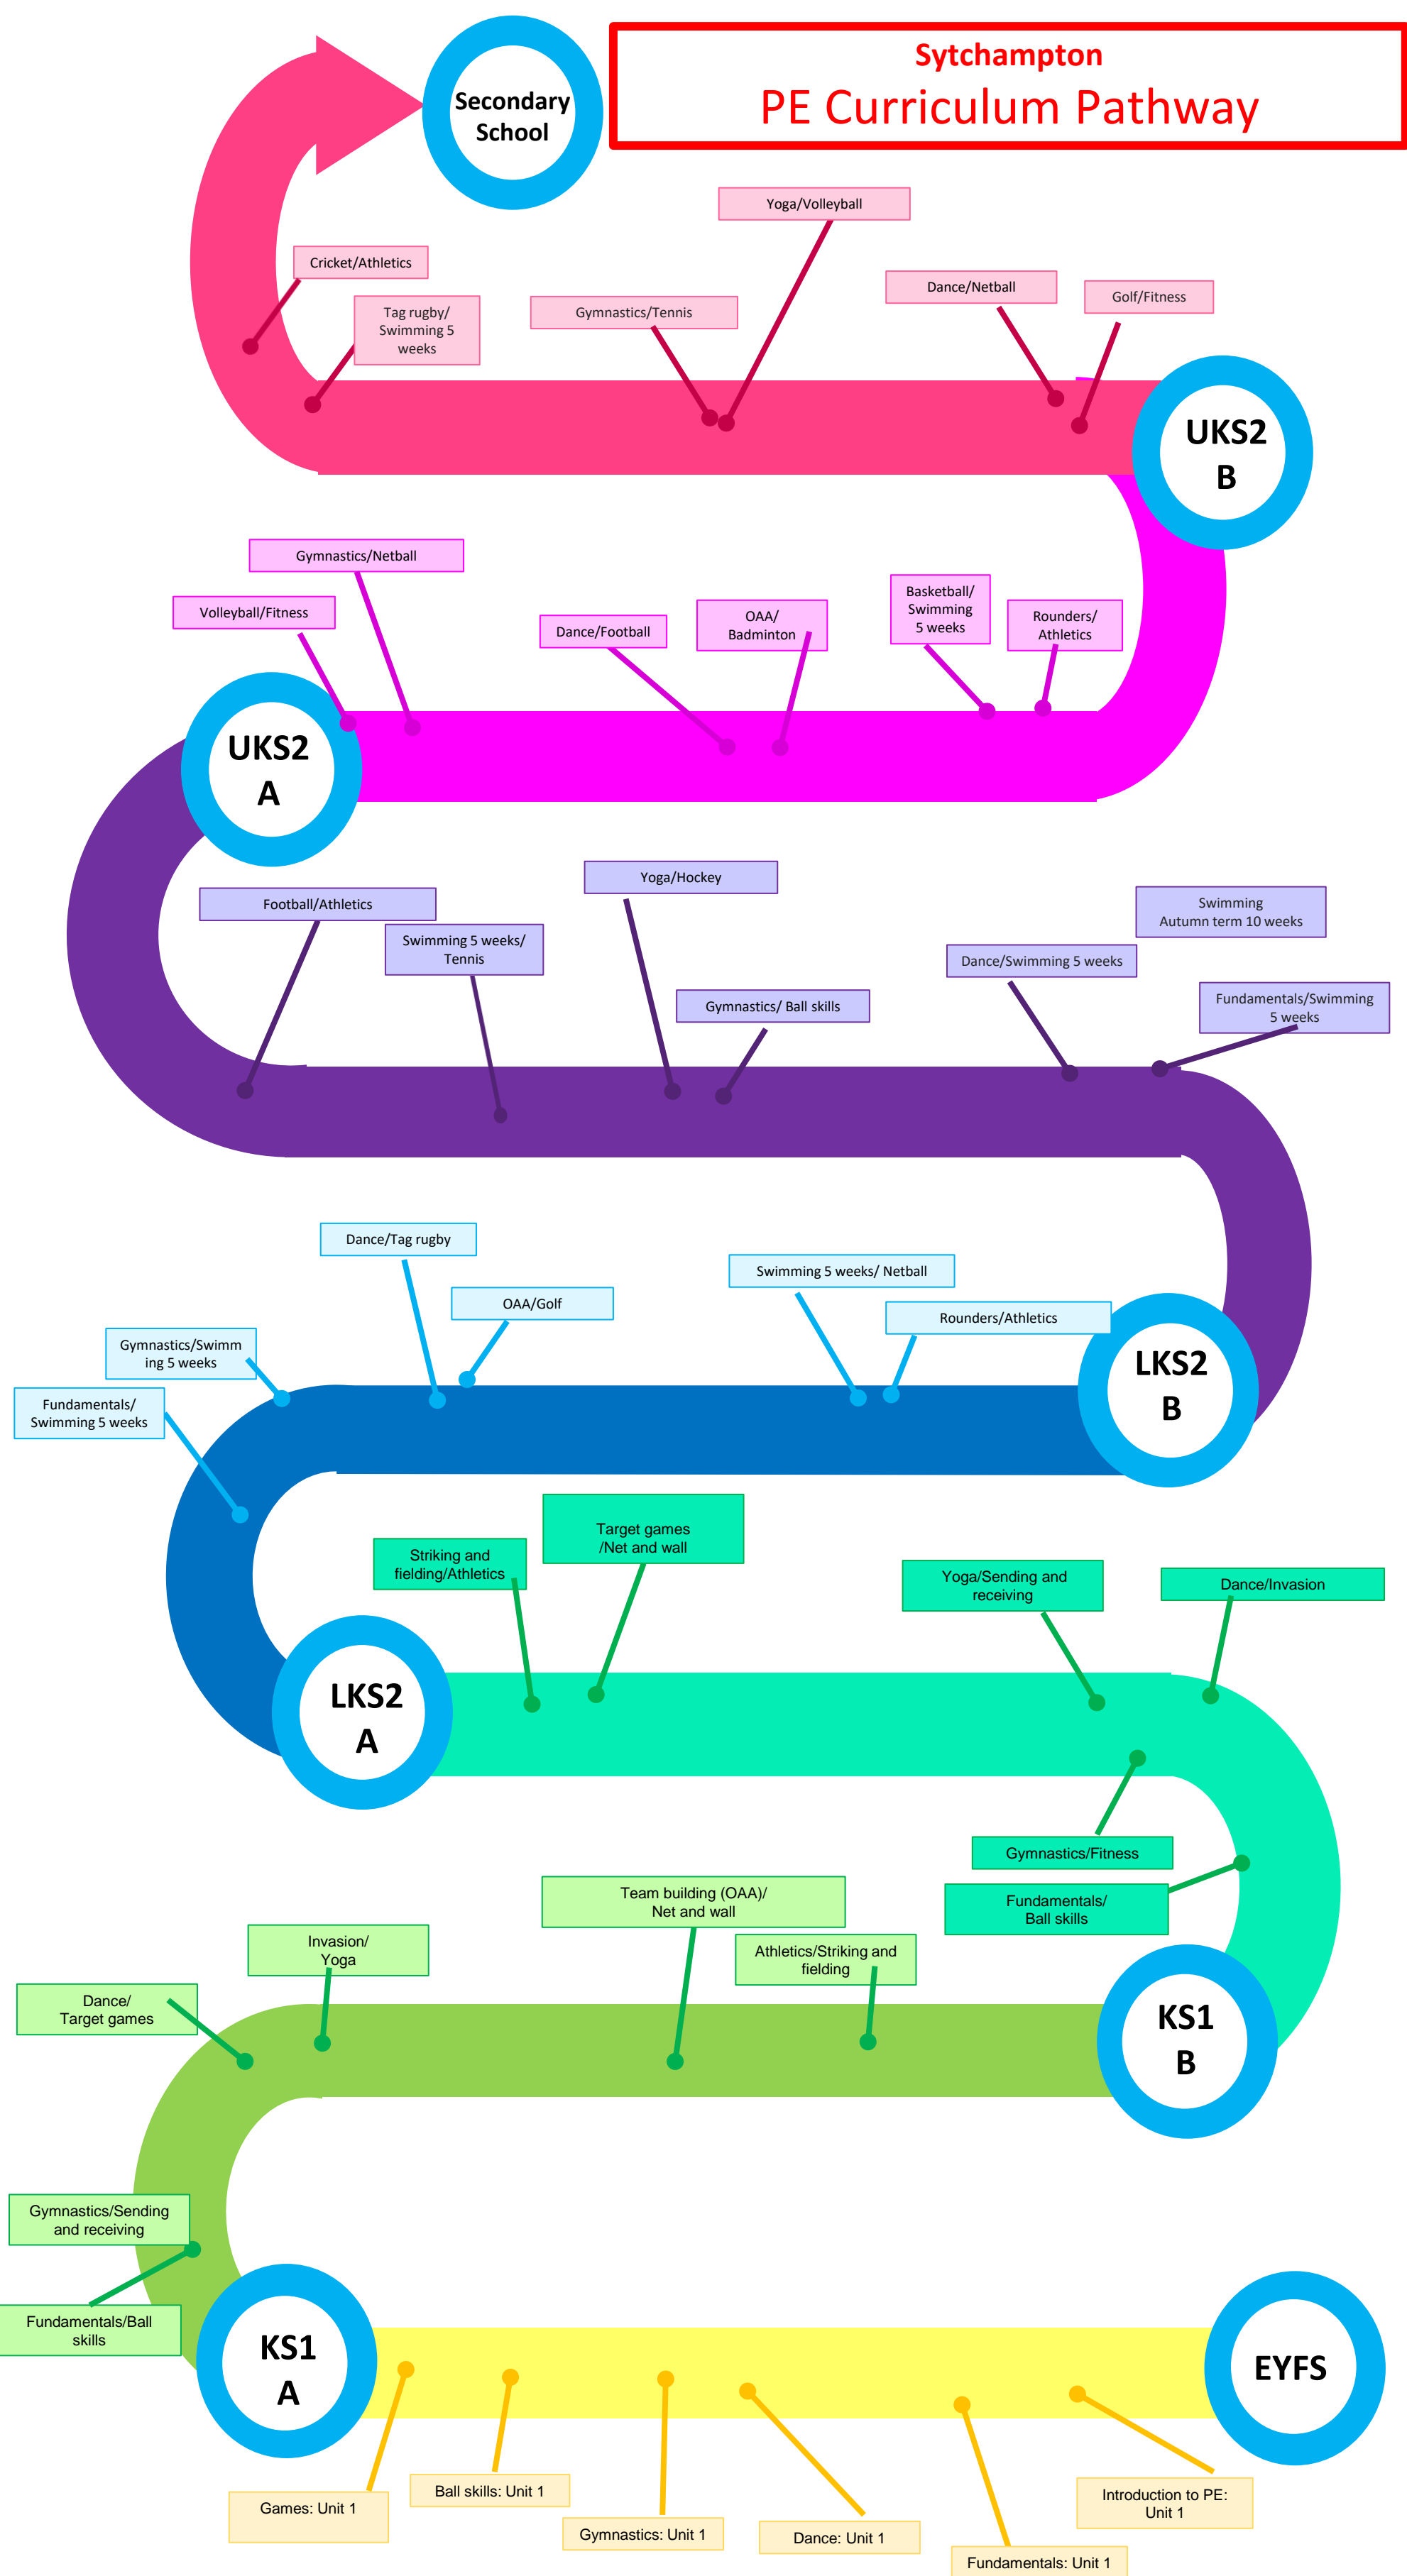 Sytchampton
PE Curriculum Pathway
Secondary
School
Yoga/Volleyball
Cricket/Athletics
Tag rugby/
Swimming 5
weeks
Gymnastics/Tennis
Dance/Netball
Golf/Fitness
UKS2
B
Gymnastics/Netball
Volleyball/Fitness
Dance/Football
OAA/
Badminton
Basketball/
Swimming
5 weeks
Rounders/
Athletics
UKS2
A
Yoga/Hockey
Football/Athletics
Swimming 5 weeks/
Tennis
Gymnastics/ Ball skills
Swimming
Autumn term 10 weeks
Dance/Swimming 5 weeks
Fundamentals/Swimming
5 weeks
Dance/Tag rugby
OAA/Golf
Swimming 5 weeks/ Netball
Rounders/Athletics
Gymnastics/Swimm
ing 5 weeks
Fundamentals/
Swimming 5 weeks
LKS2
B
Striking and
fielding/Athletics
Target games
/Net and wall
Yoga/Sending and
receiving
Dance/Invasion
LKS2
A
Gymnastics/Fitness
Fundamentals/
Ball skills
Team building (OAA)/
Net and wall
Athletics/Striking and
fielding
Invasion/
Yoga
Dance/
Target games
KS1
B
Gymnastics/Sending
and receiving
Fundamentals/Ball
skills
KS1
A
EYFS
Games: Unit 1
Ball skills: Unit 1
Gymnastics: Unit 1
Dance: Unit 1
Introduction to PE:
Unit 1
Fundamentals: Unit 1